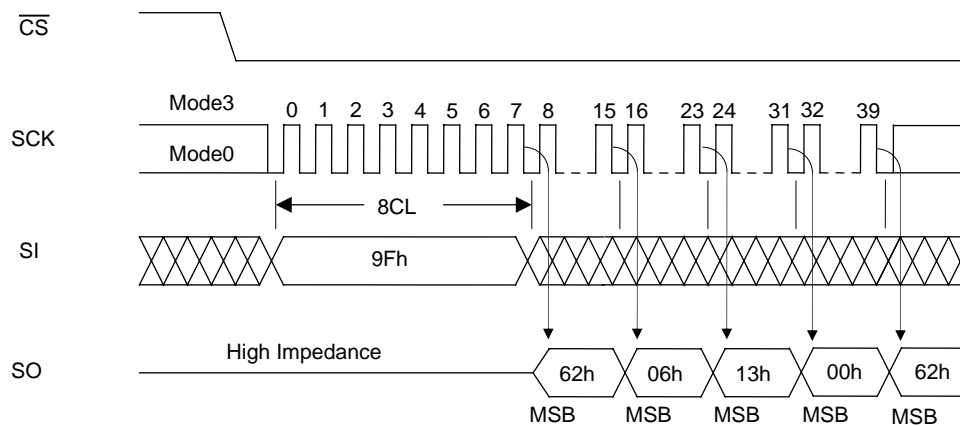 CS
Mode3
0 1 2 3 4 5 6 7 8 15 16 23 24 31 32 39
SCK
Mode0
8CL
SI
9Fh
High Impedance
SO
62h 06h 13h 00h 62h
MSB MSB MSB MSB MSB